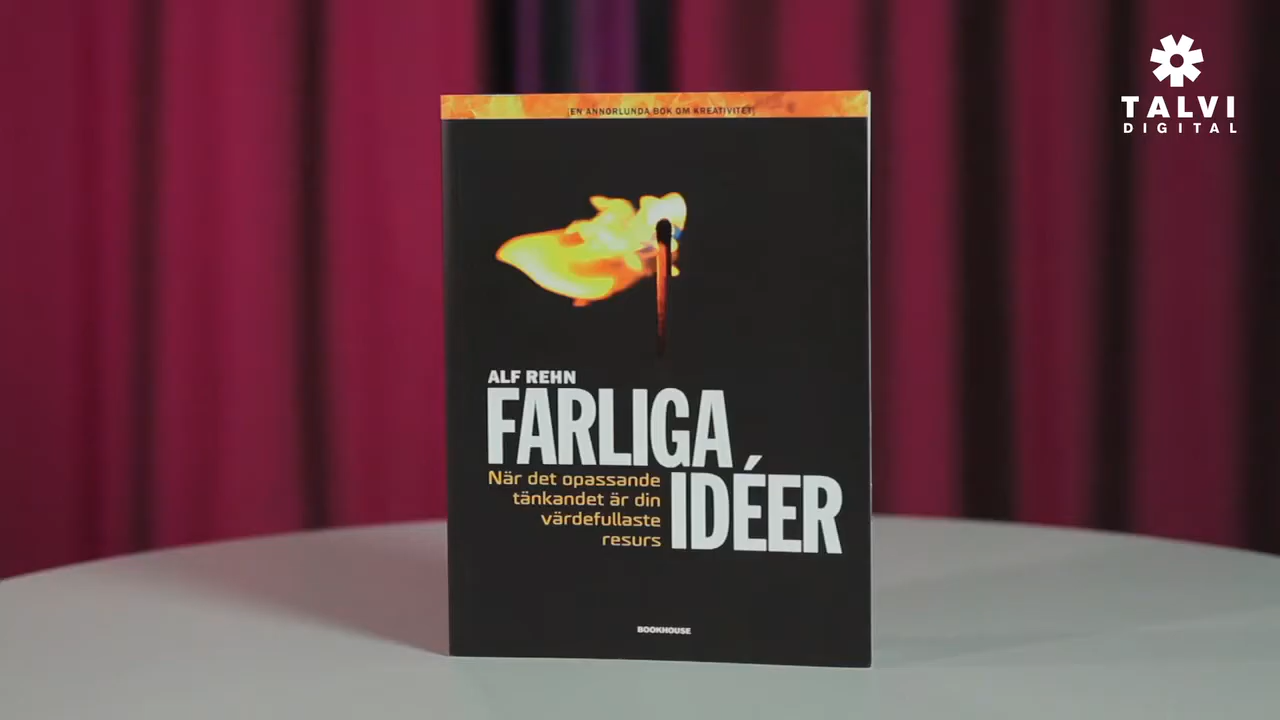 [EN ANNORLUNDA BOK OM KREATIVITET]
TALVI
DIGITAL
ALF REHN
FARLIGA
IDÉER
När det opassande
tänkandet är din
värdefullaste
resurs
BOOKHOUSE